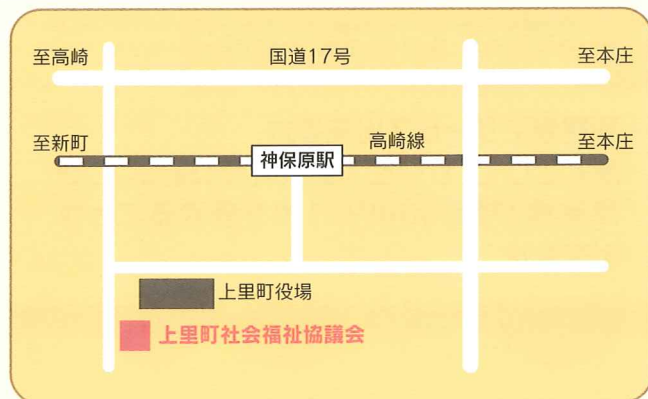 至高崎
国道17号
至本庄
至新町
高崎線
至本庄
神保原駅
上里町役場
上里町社会福祉協議会